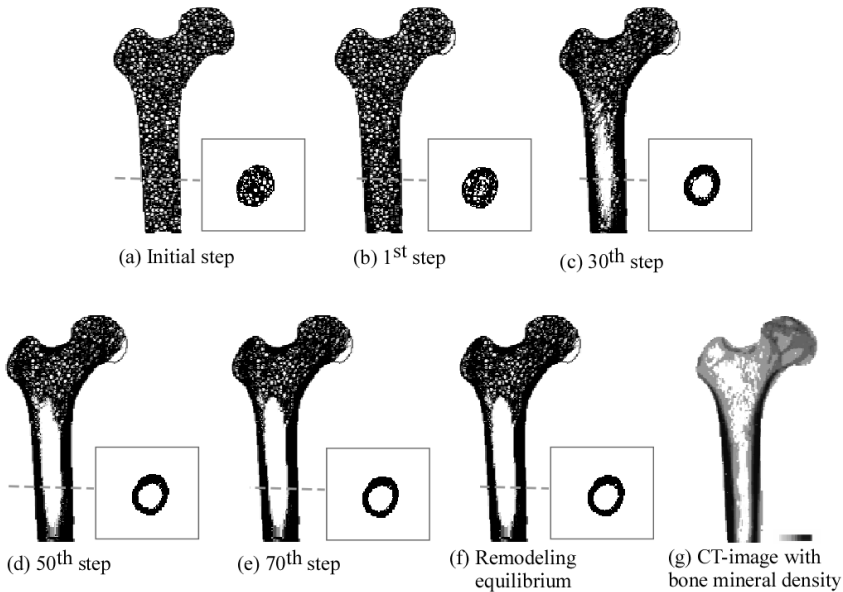 (a) Initial step
(b) 1st step
(c) 30th step
(d) 50th step
(e) 70th step
(f) Remodeling
equilibrium
(g) CT-image with
bone mineral density